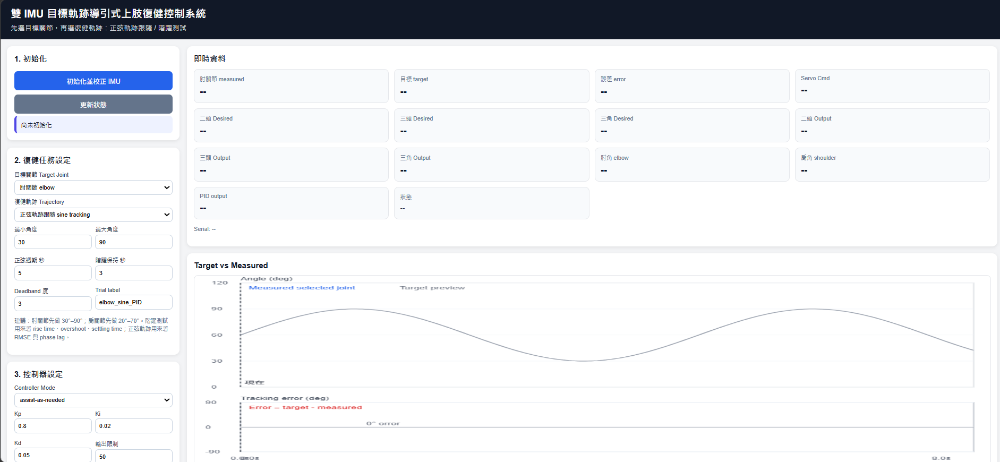 雙 IMU 目標軌跡導引式上肢復健控制系統
先選目標關節，再選復健軌跡：正弦軌跡跟隨 / 階躍測試
1. 初始化
初始化並校正 IMU
更新狀態
尚未初始化
2. 復健任務設定
目標關節 Target Joint
肘關節 elbow
復健軌跡 Trajectory
正弦軌跡跟隨 sine tracking
最小角度
最大角度
30
90
正弦週期 秒
階躍保持 秒
5
3
Deadband 度
Trial label
3
elbow_sine_PID
建議：肘關節先做 30°–90°；肩關節先做 20°–70°。階躍測試
用來看 rise time、overshoot、settling time；正弦軌跡用來看
RMSE 與 phase lag。
3. 控制器設定
Controller Mode
assist-as-needed
Kp
Ki
0.8
0.02
Kd
輸出限制
0.05
50
即時資料
肘關節 measured
--
目標 target
--
誤差 error
--
Servo Cmd
--
二頭 Desired
--
三頭 Desired
--
三角 Desired
--
二頭 Output
--
三頭 Output
--
三角 Output
--
肘角 elbow
--
肩角 shoulder
--
PID output
--
狀態
--
Serial: --
Target vs Measured
Angle (deg)
120
Measured selected joint
Target preview
90
60
30
現在
0
Tracking error (deg)
90
Error = target - measured
0° error
0
-90
8.0s